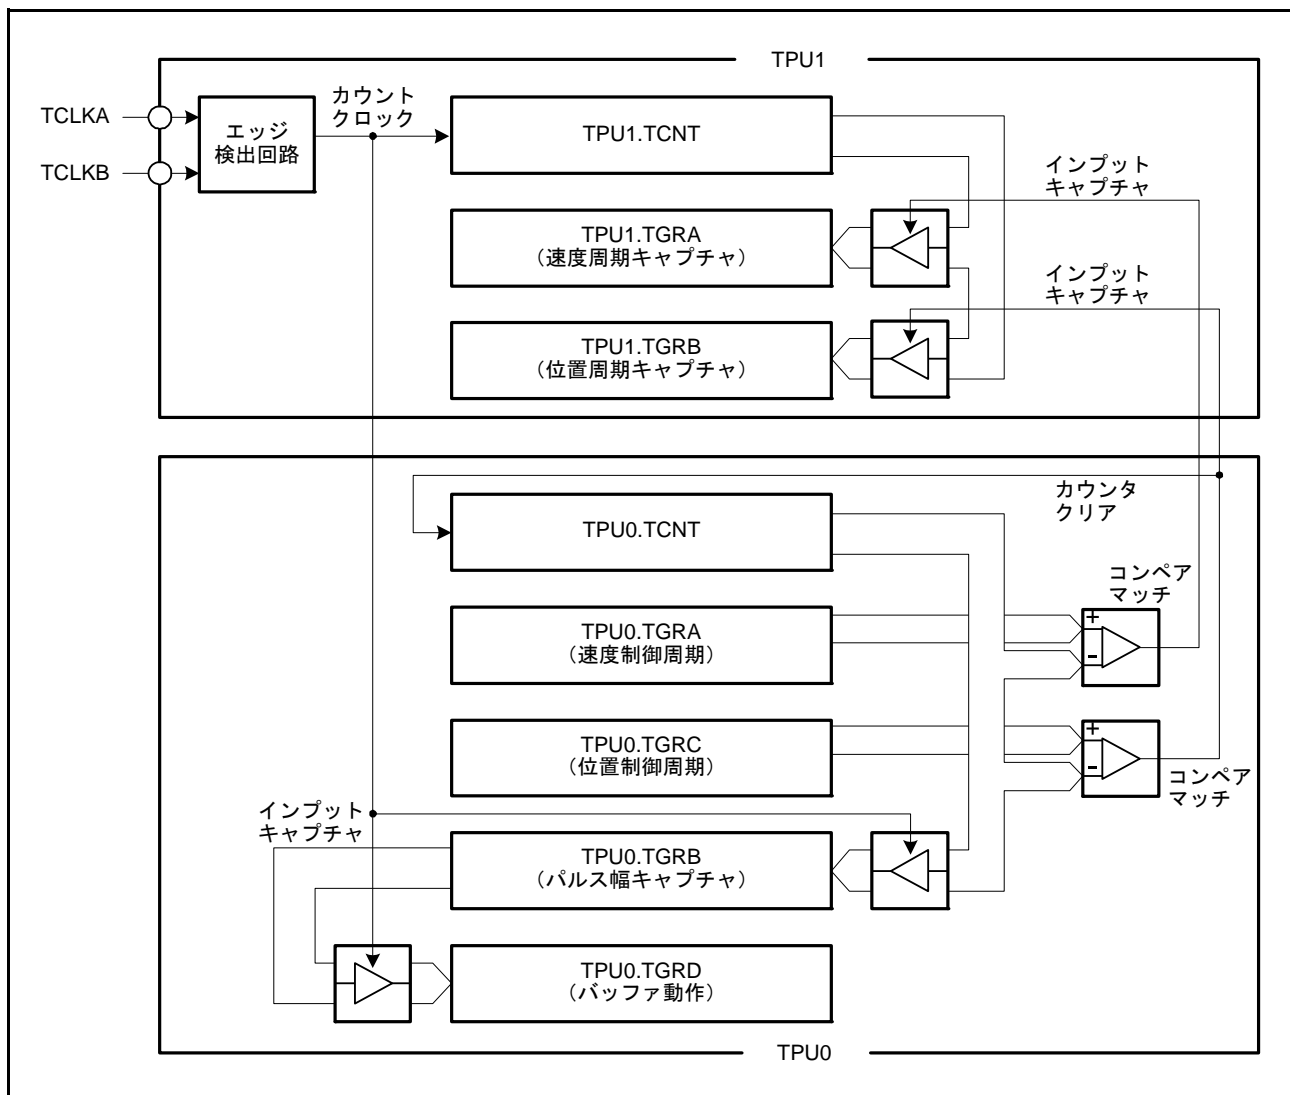 TPU1
TCLKA
TCLKB
エッジ
検出回路
カウント
クロック
TPU1.TCNT
インプット
キャプチャ
TPU1.TGRA
（速度周期キャプチャ）
インプット
キャプチャ
TPU1.TGRB
（位置周期キャプチャ）
カウンタ
クリア
TPU0.TCNT
コンペア
マッチ
+
-
TPU0.TGRA
（速度制御周期）
TPU0.TGRC
（位置制御周期）
+
-
コンペア
マッチ
インプット
キャプチャ
TPU0.TGRB
（パルス幅キャプチャ）
TPU0.TGRD
（バッファ動作）
TPU0